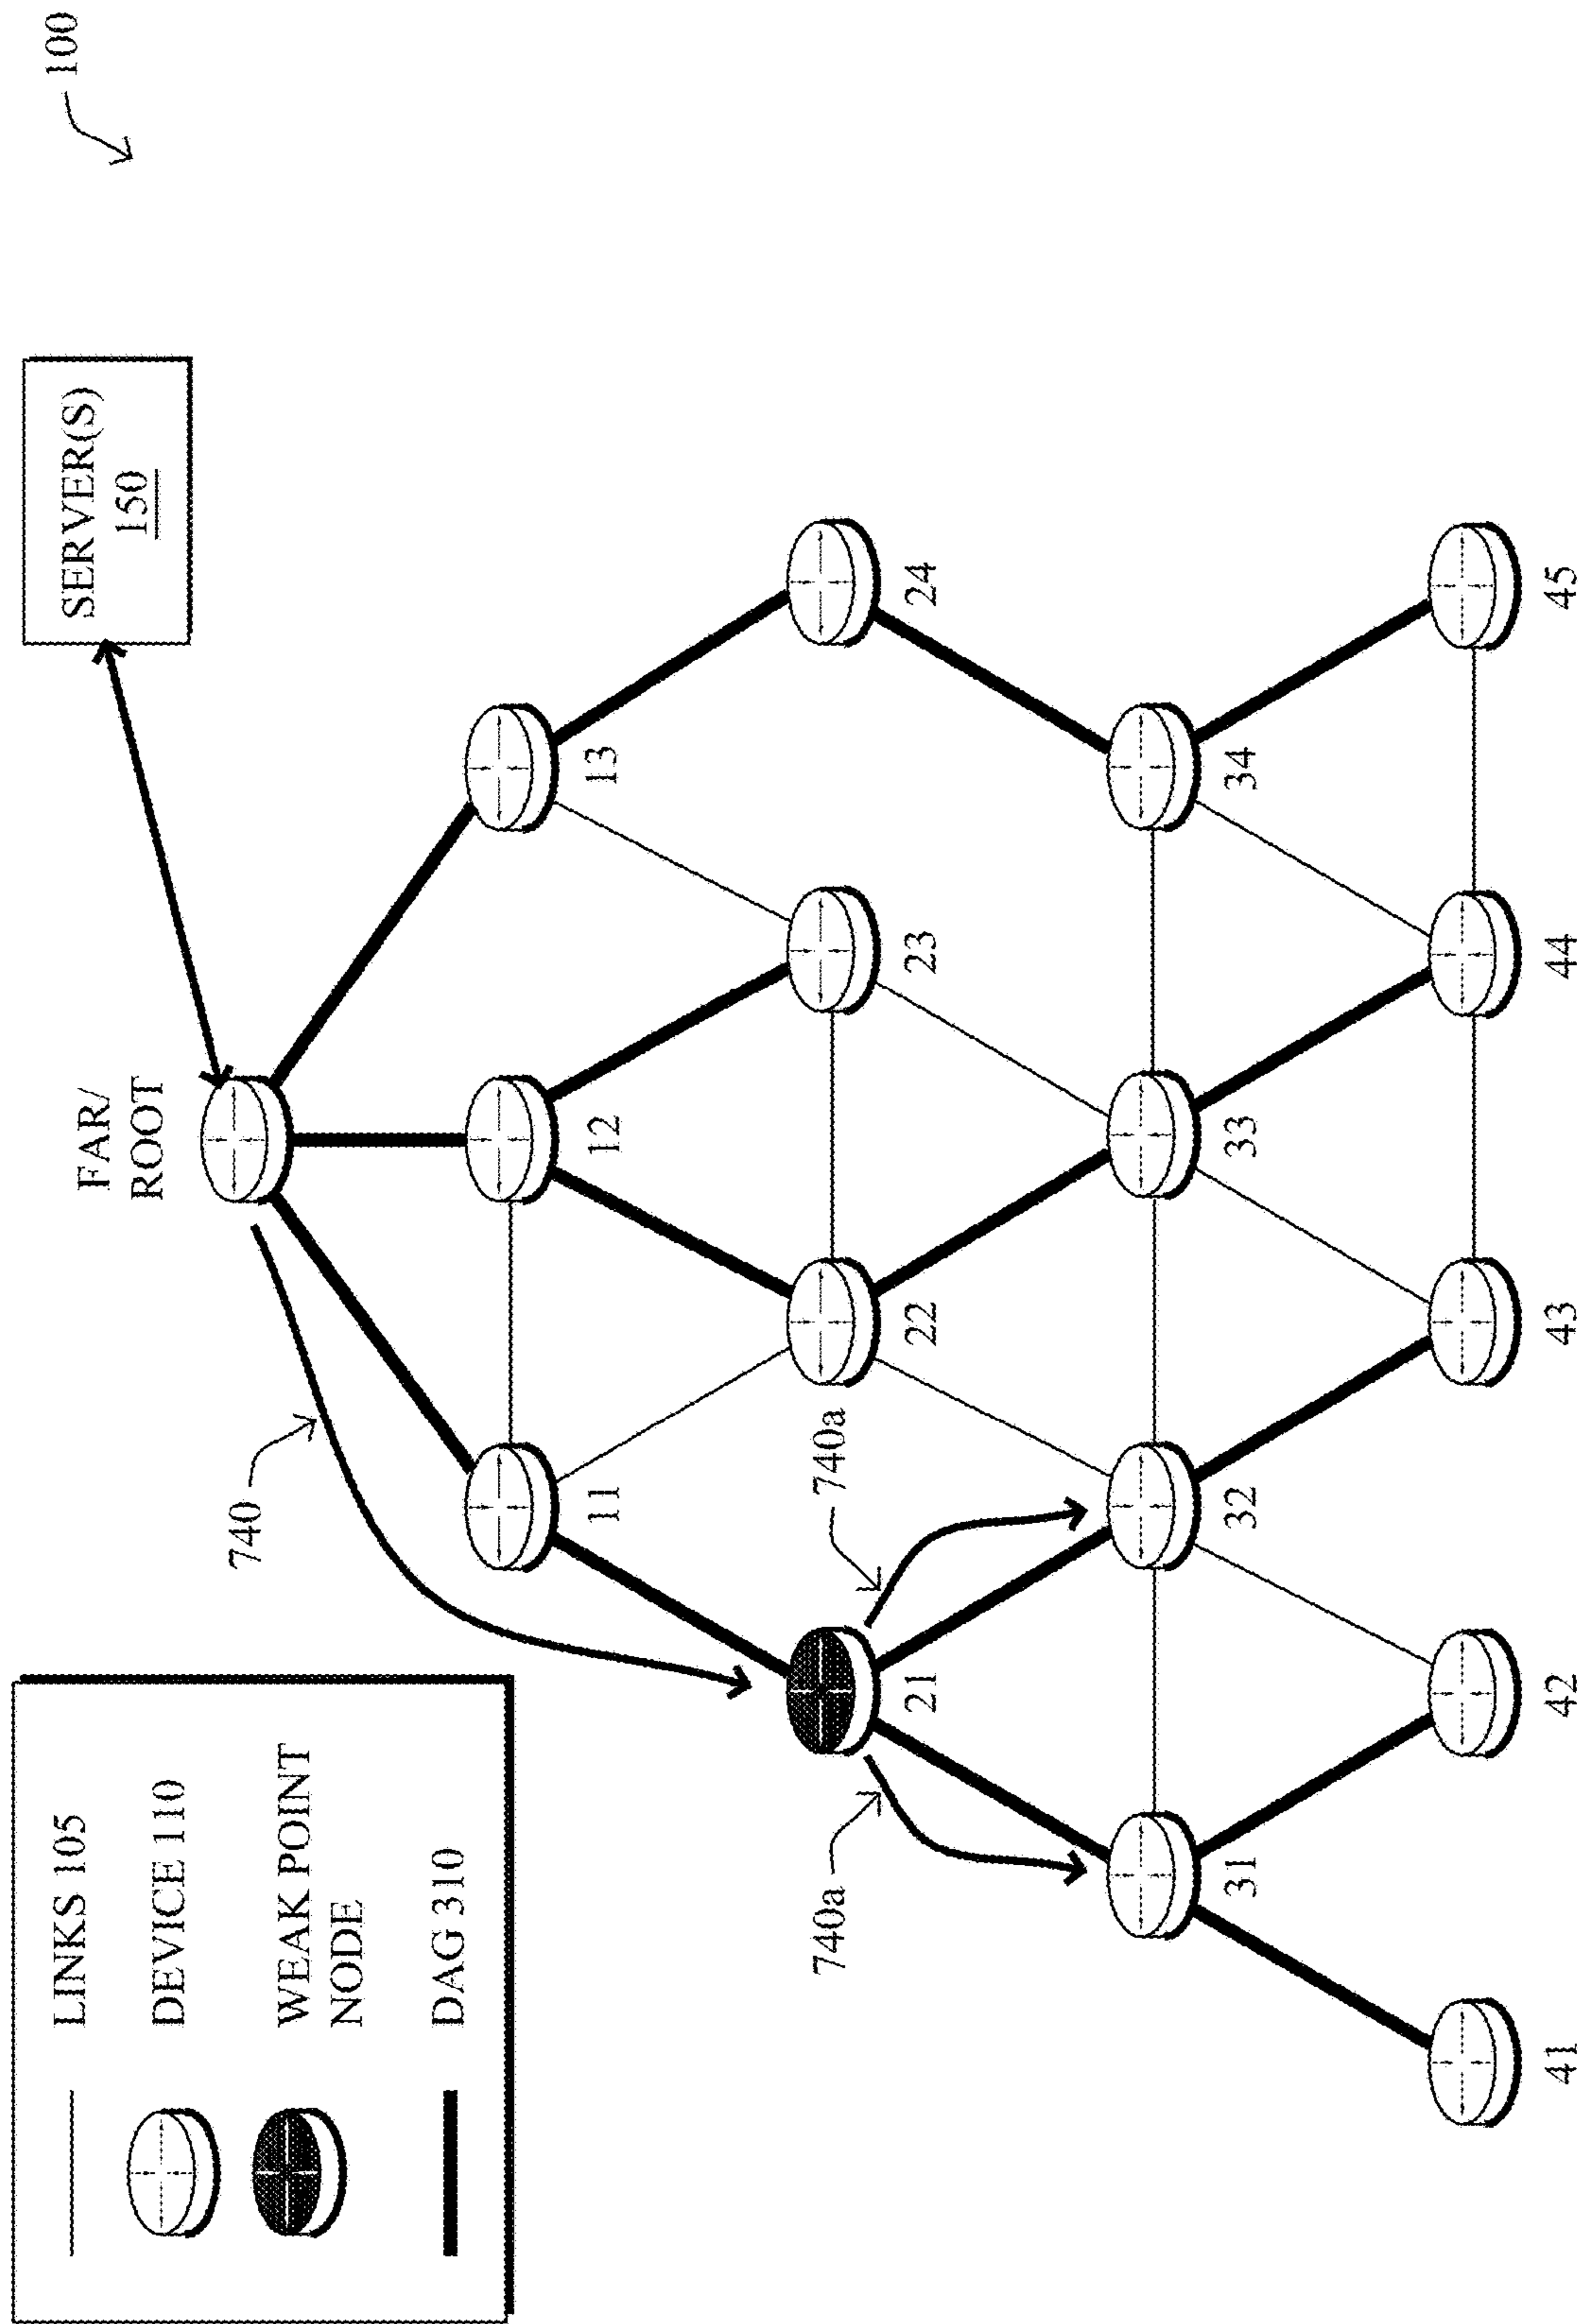 100
SERVER(S)
150
FAR/
ROOT
LINKS 105
DEVICE 110
WEAK POINT
NODE
DAG 310
740
11
12
13
740a
740a
21
22
23
24
31
32
33
34
41
42
43
44
45